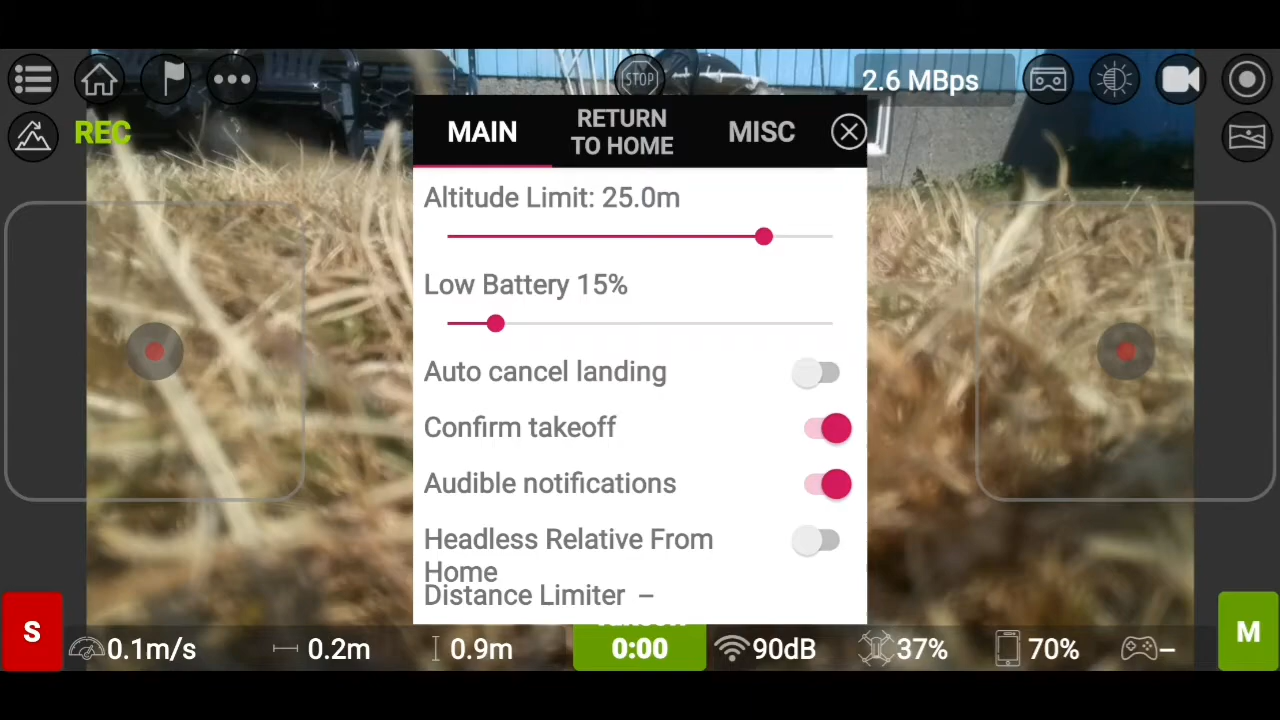 STOP
2.6 MBps
REC
MAIN
RETURN
TO HOME
MISC
Altitude Limit: 25.0m
Low Battery 15%
Auto cancel landing
Confirm takeoff
Audible notifications
Headless Relative From
Home
Distance Limiter –
S
0.1m/s
0.2m
0.9m
0:00
90dB
37%
70%
–
M